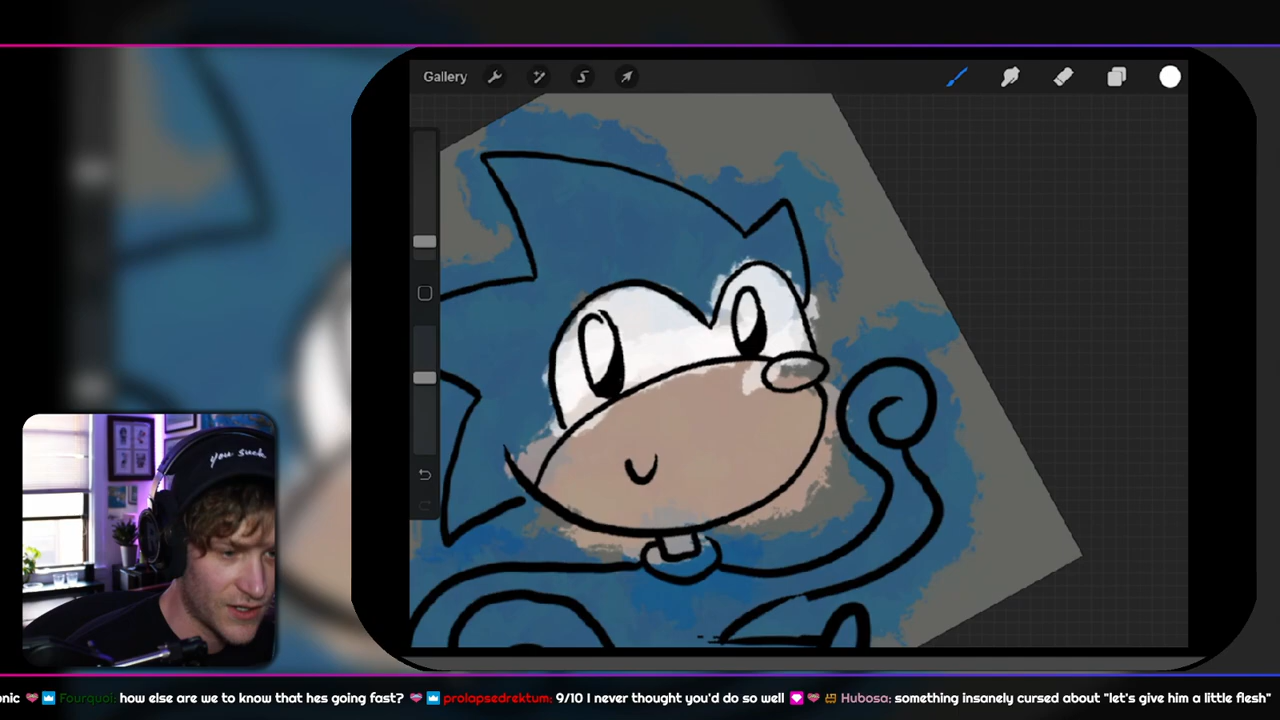 Gallery
you suck
onic Fourquoi: how else are we to know that hes going fast? prolapsedrektum: 9/10 I never thought you'd do so well Hubosa: something insanely cursed about "let's give him a little flesh"